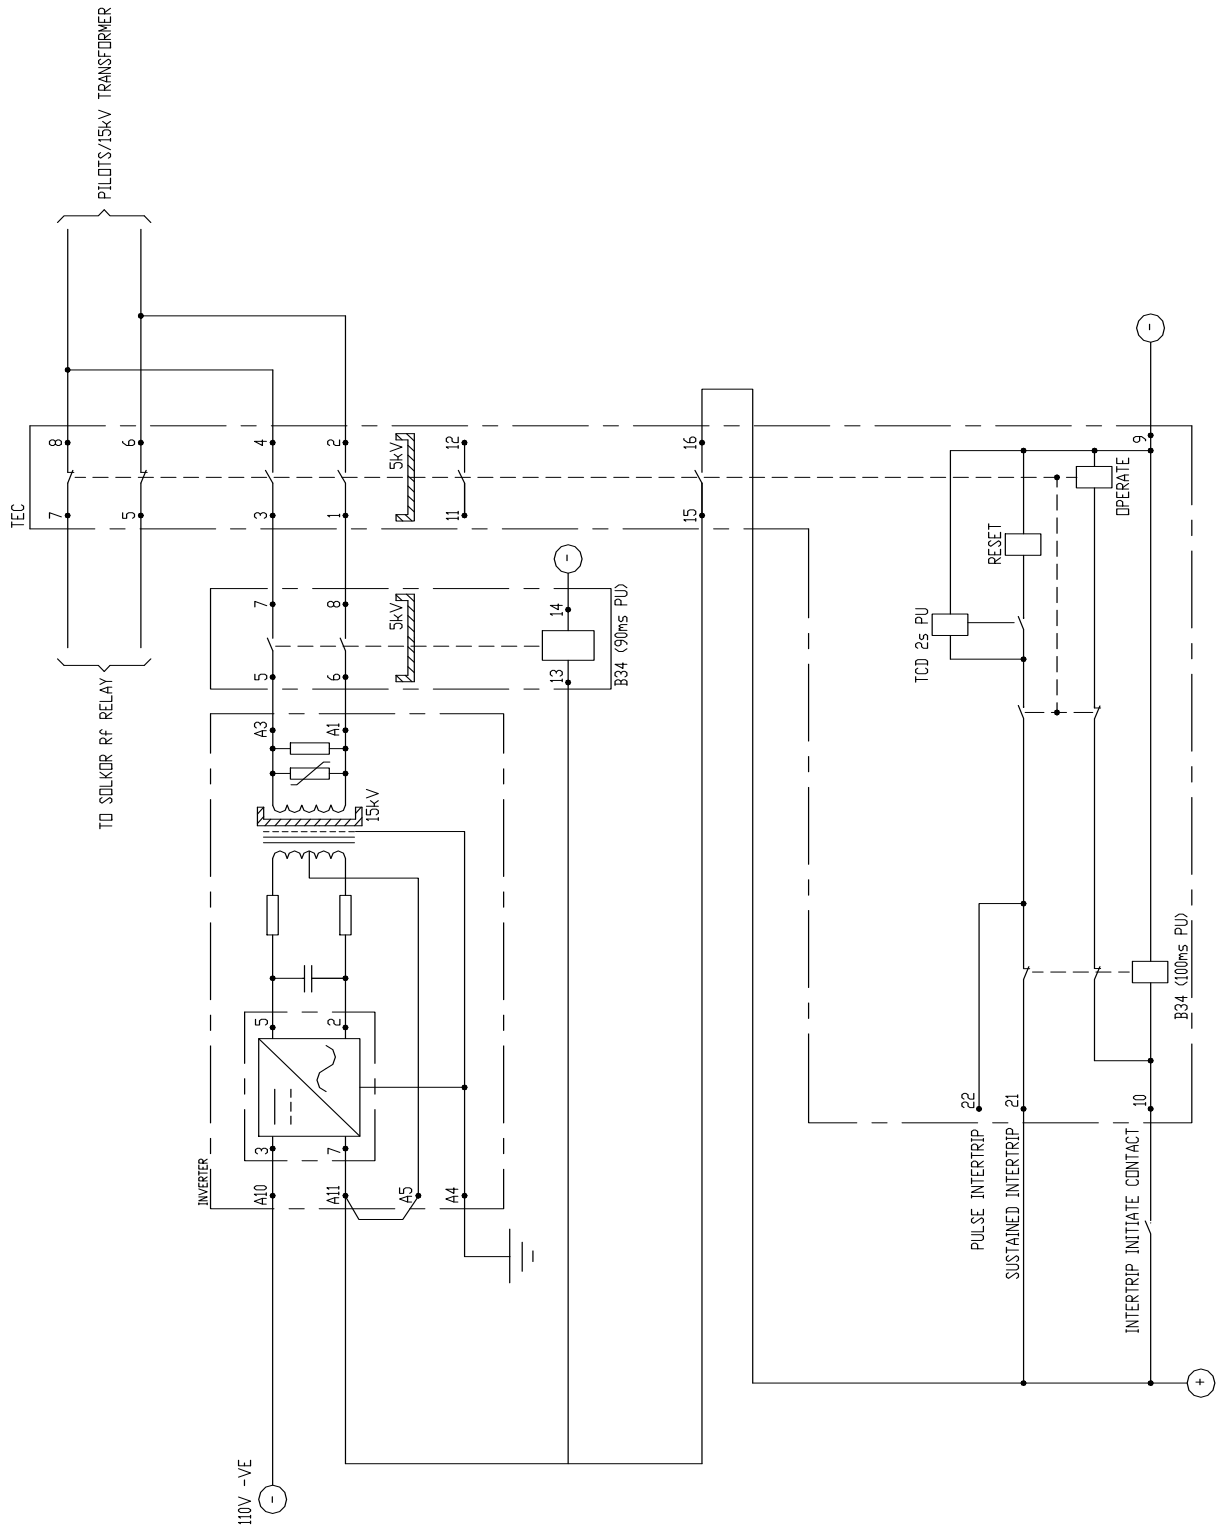 PILOTS/15kV TRANSFORMER
TEC
8
6
4
2
5kV
12
16
9
7
5
3
1
11
15
OPERATE
RESET
TO SOLKOR Rf RELAY
7
8
5kV
14
-
B34 (90ms PU)
5
6
13
TCD 2s PU
-
A3
A1
15kV
5
2
3
7
INVERTER
A10
A11
A5
A4
B34 (100ms PU)
22
21
10
PULSE INTERTRIP
SUSTAINED INTERTRIP
INTERTRIP INITIATE CONTACT
+
110V -VE
-